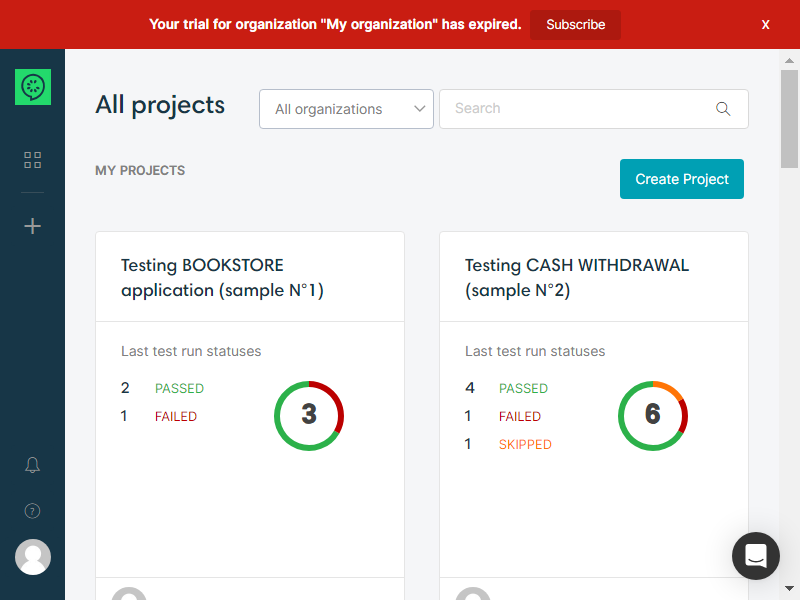 Your trial for organization "My organization" has expired. Subscribe X
All projects
All organizations
Search
MY PROJECTS
Create Project
Testing BOOKSTORE
application (sample N°1)
Last test run statuses
2 PASSED
1 FAILED
3
Testing CASH WITHDRAWAL
(sample N°2)
Last test run statuses
4 PASSED
1 FAILED
1 SKIPPED
6
?